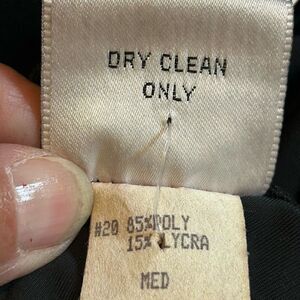 DRY CLEAN
ONLY
#20 85%POLY
15% LYCRA
MED